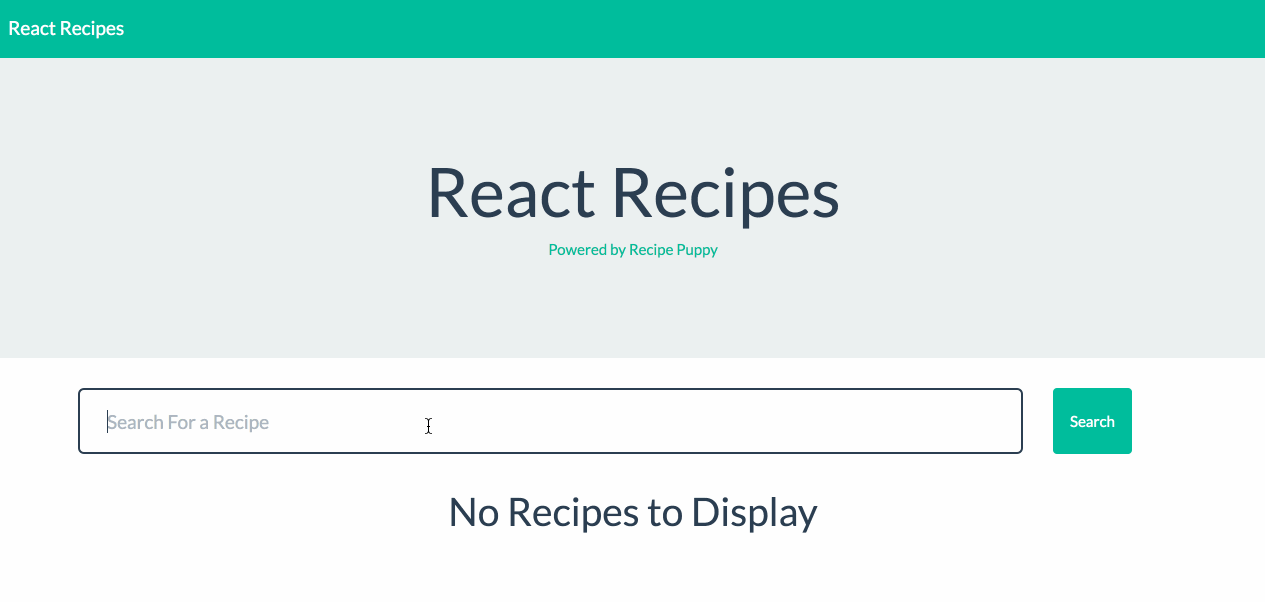 React Recipes
React Recipes
Powered by Recipe Puppy
Search For a Recipe
Search
No Recipes to Display